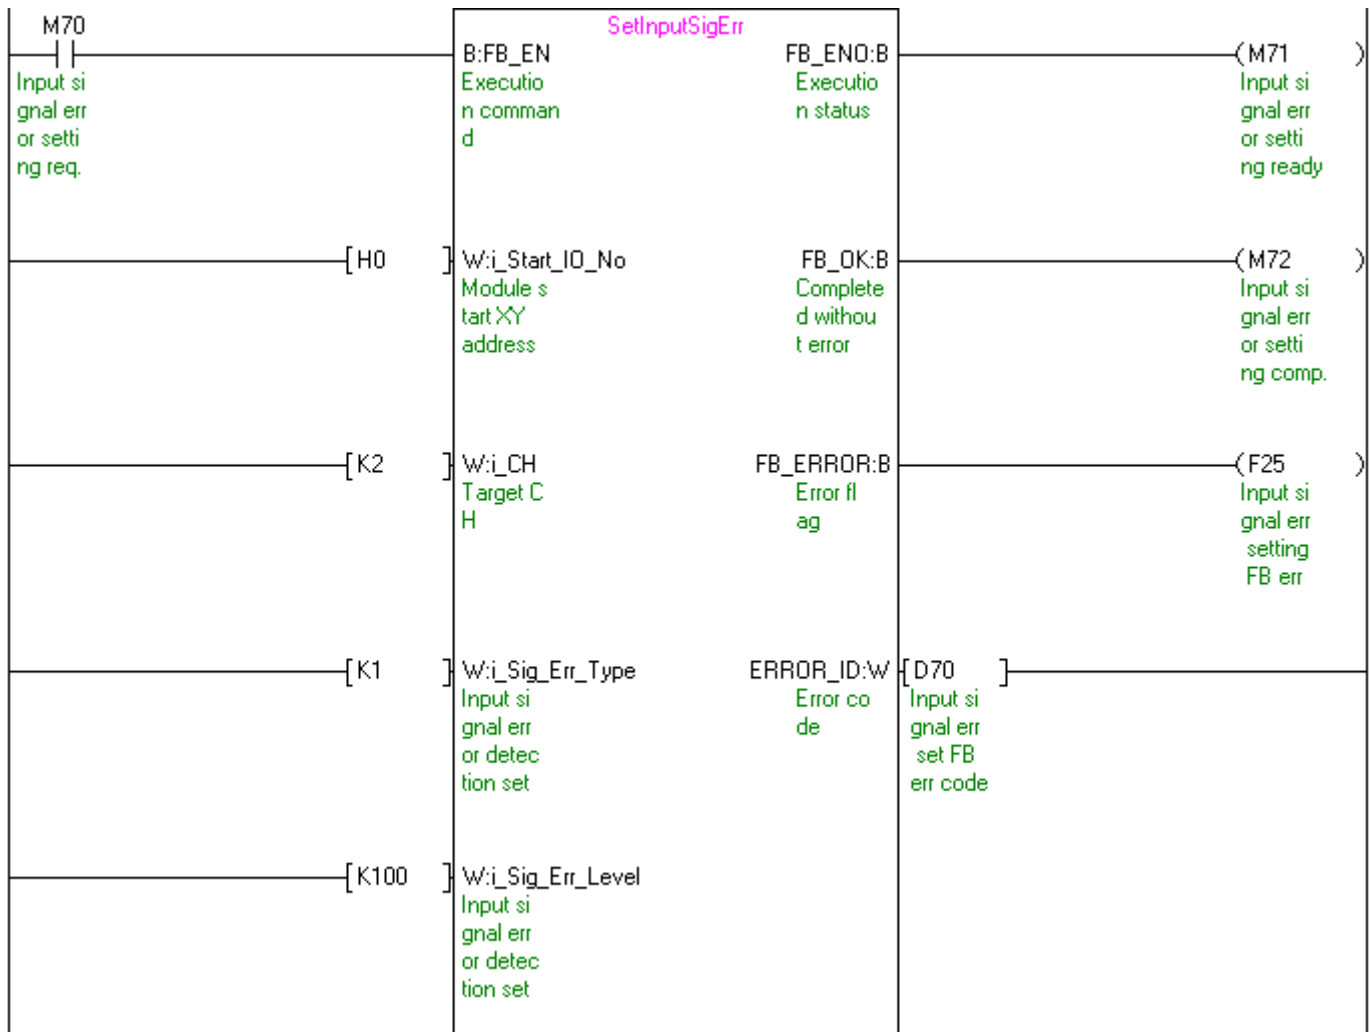 M70
SetInputSigErr
B:FB_EN
FB_ENO:B
(M71 )
Input si
gnal err
or setti
ng req.
Executio
n comman
d
Executio
n status
Input si
gnal err
or setti
ng ready
[H0 ]
W:i_Start_IO_No
FB_OK:B
(M72 )
Module s
tart XY
address
Complete
d withou
t error
Input si
gnal err
or setti
ng comp.
[K2 ]
W:i_CH
FB_ERROR:B
(F25 )
Target C
H
Error fl
ag
Input si
gnal err
setting
FB err
[K1 ]
W:i_Sig_Err_Type
ERROR_ID:W
[D70 ]
Input si
gnal err
or detec
tion set
Error co
de
Input si
gnal err
set FB
err code
[K100 ]
W:i_Sig_Err_Level
Input si
gnal err
or detec
tion set